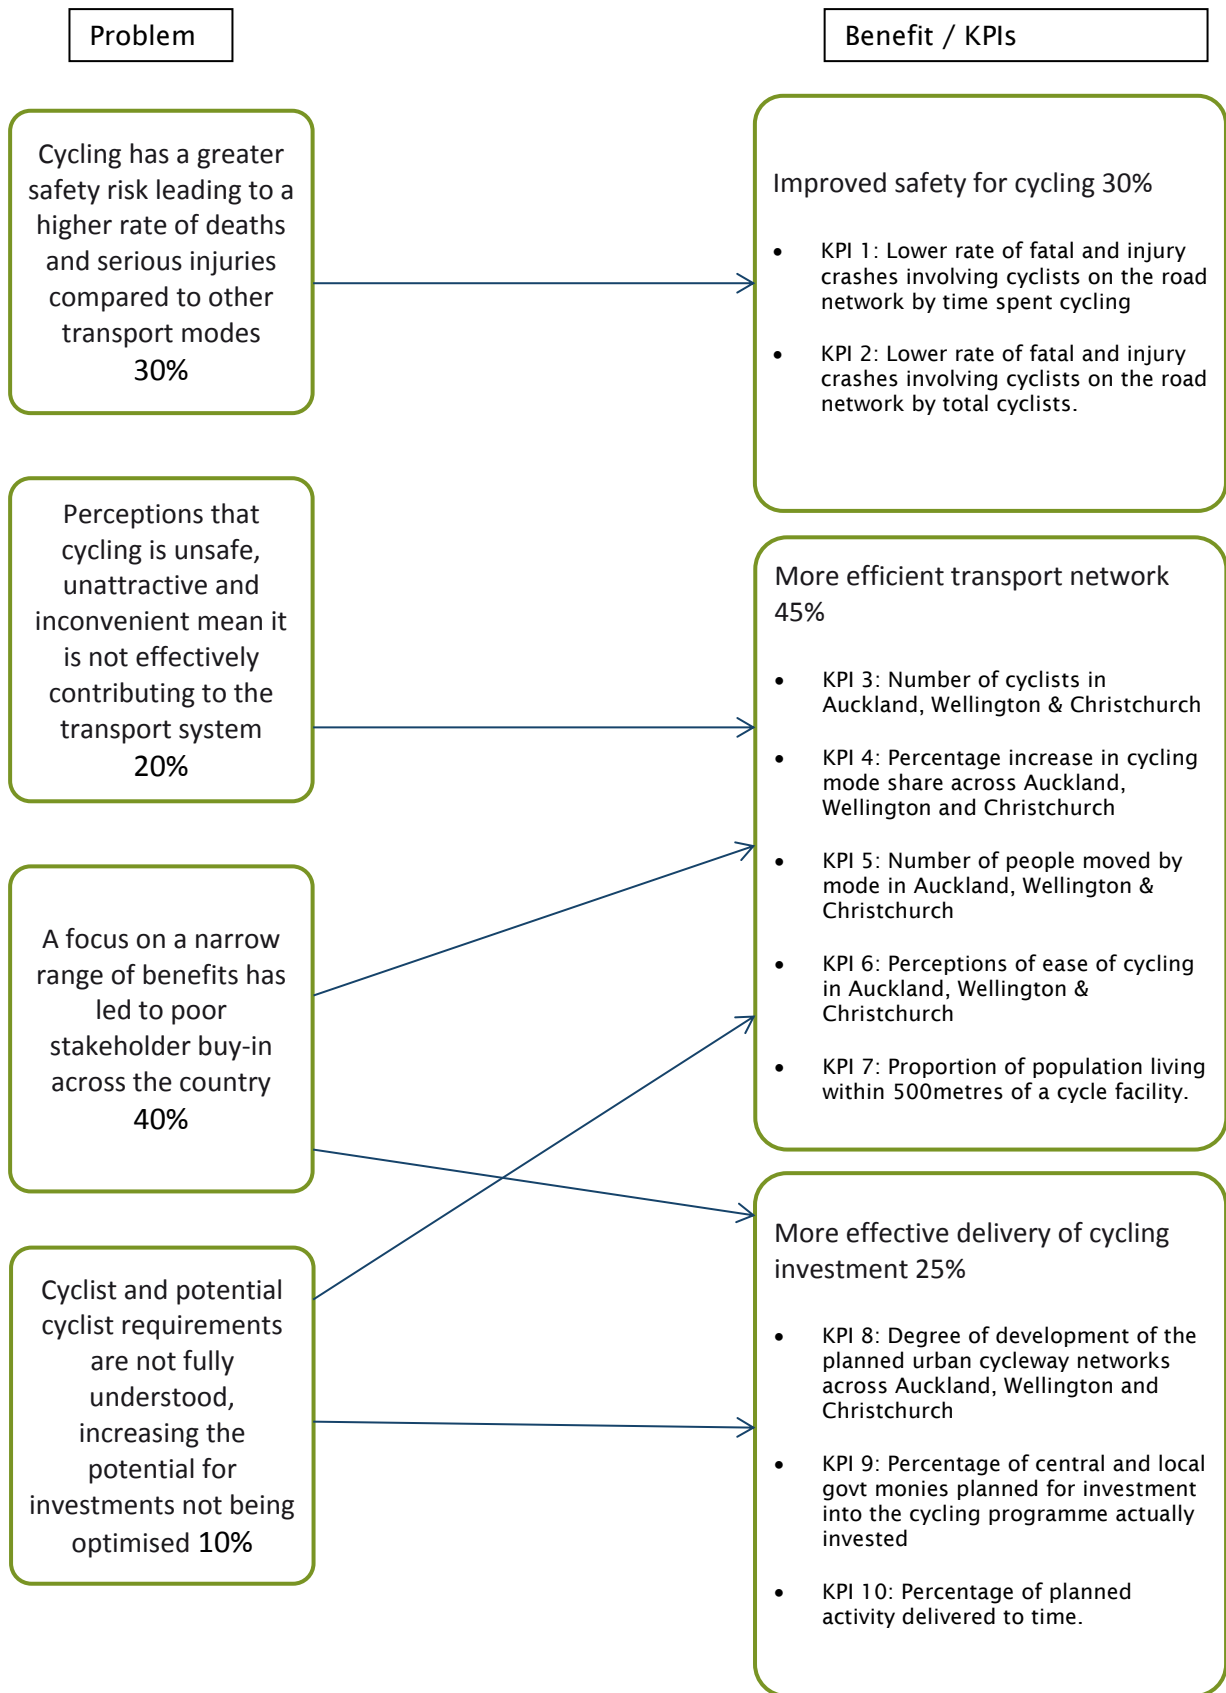 Problem
Benefit / KPIs
Cycling has a greater
safety risk leading to a
higher rate of deaths
and serious injuries
compared to other
transport modes
30%
Improved safety for cycling 30%
• KPI 1: Lower rate of fatal and injury
crashes involving cyclists on the road
network by time spent cycling
• KPI 2: Lower rate of fatal and injury
crashes involving cyclists on the road
network by total cyclists.
Perceptions that
cycling is unsafe,
unattractive and
inconvenient mean it
is not effectively
contributing to the
transport system
20%
More efficient transport network
45%
• KPI 3: Number of cyclists in
Auckland, Wellington & Christchurch
• KPI 4: Percentage increase in cycling
mode share across Auckland,
Wellington and Christchurch
• KPI 5: Number of people moved by
mode in Auckland, Wellington &
Christchurch
• KPI 6: Perceptions of ease of cycling
in Auckland, Wellington &
Christchurch
• KPI 7: Proportion of population living
within 500metres of a cycle facility.
A focus on a narrow
range of benefits has
led to poor
stakeholder buy-in
across the country
40%
Cyclist and potential
cyclist requirements
are not fully
understood,
increasing the
potential for
investments not being
optimised 10%
More effective delivery of cycling
investment 25%
• KPI 8: Degree of development of the
planned urban cycleway networks
across Auckland, Wellington and
Christchurch
• KPI 9: Percentage of central and local
govt monies planned for investment
into the cycling programme actually
invested
• KPI 10: Percentage of planned
activity delivered to time.